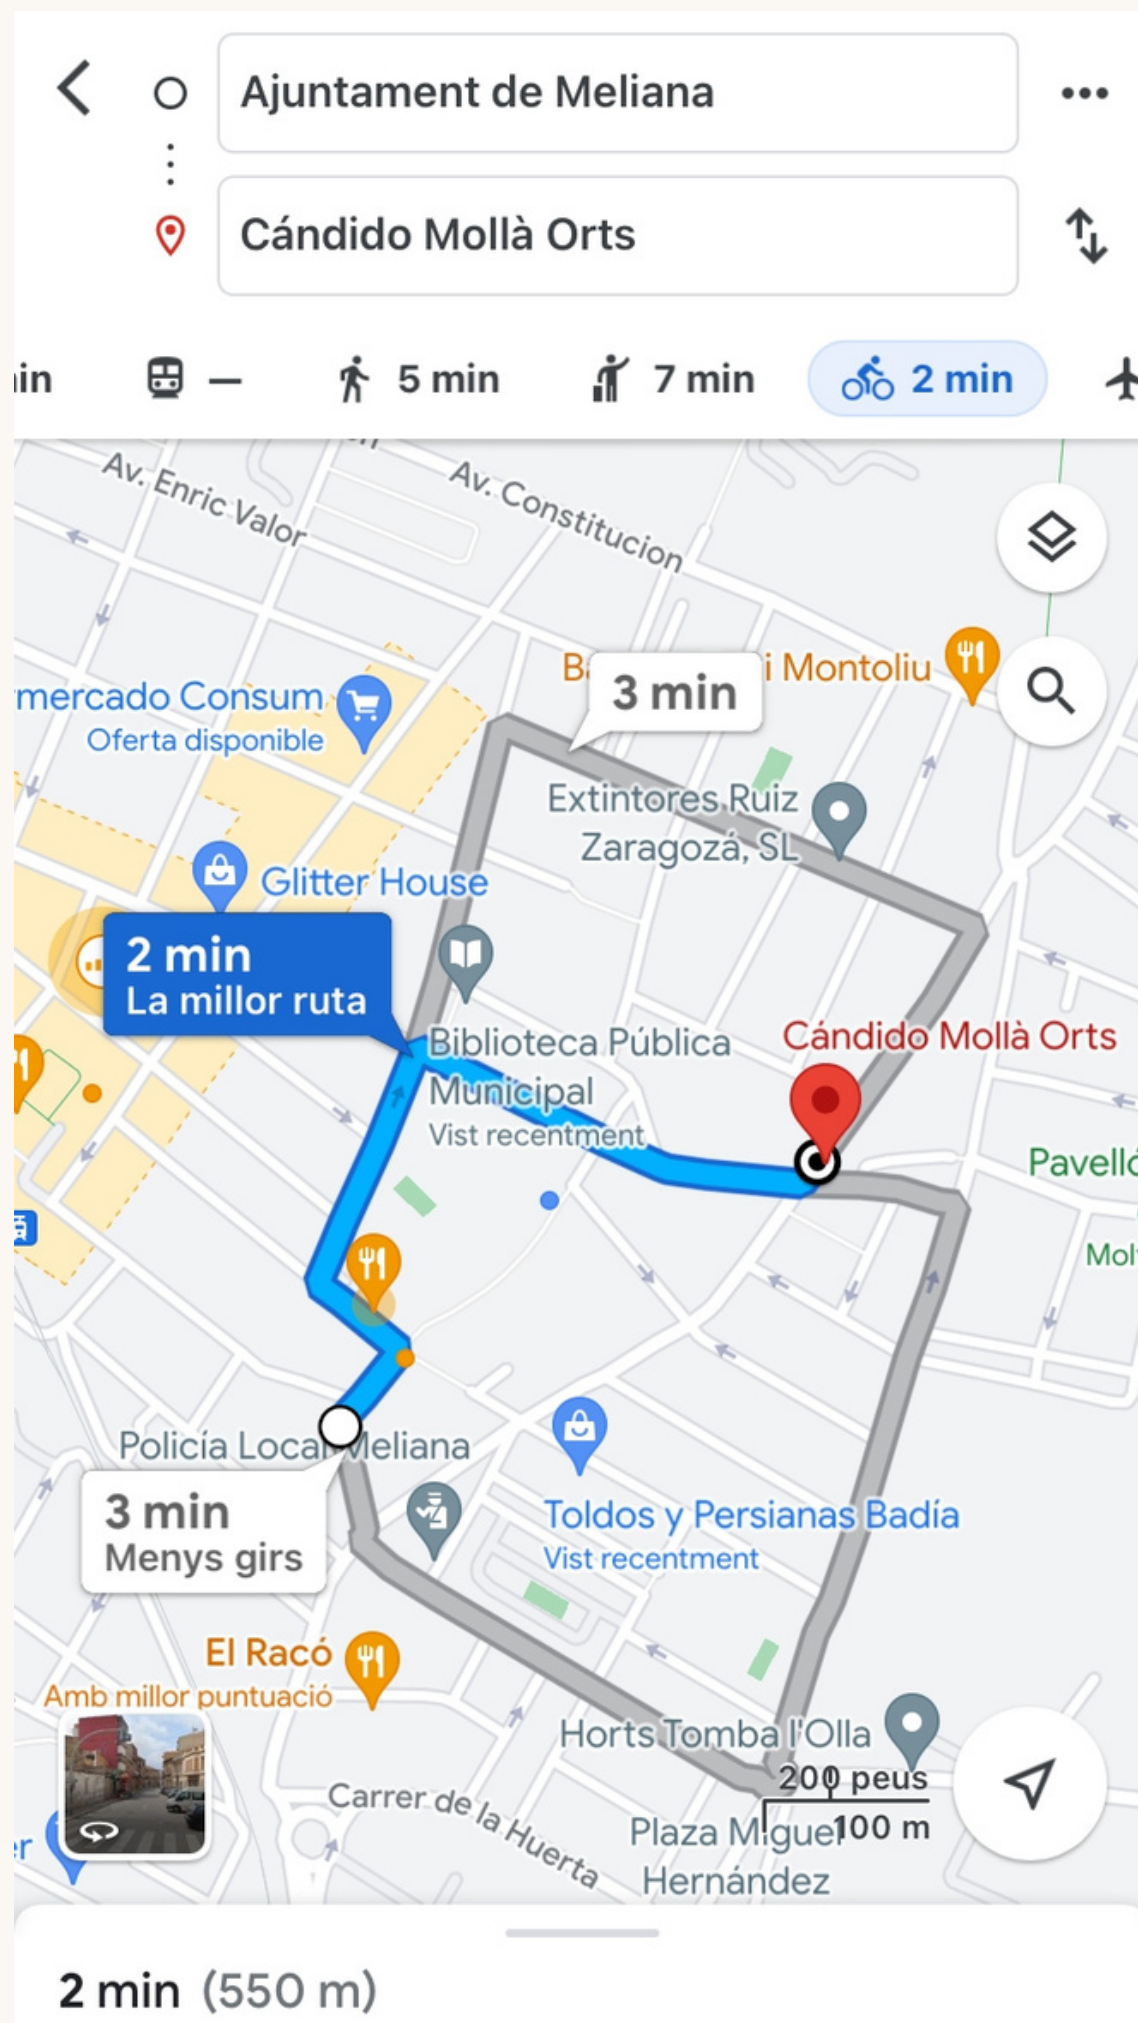 Ajuntament de Meliana
Cándido Mollà Orts
in
—
5 min
7 min
2 min
Av. Enric Valor
Av. Constitucion
mercado Consum
Oferta disponible
i Montoliu
3 min
Extintores Ruiz
Zaragozá, SL
Glitter House
2 min
La millor ruta
Biblioteca Pública
Municipal
Vist recentment
Cándido Mollà Orts
Pavelló
Mol
Policía Local Meliana
3 min
Menys girs
Toldos y Persianas Badía
Vist recentment
El Racó
Amb millor puntuació
Horts Tomba l'Olla
200 peus
100 m
Carrer de la Huerta
Plaza Miguel
Hernández
2 min (550 m)